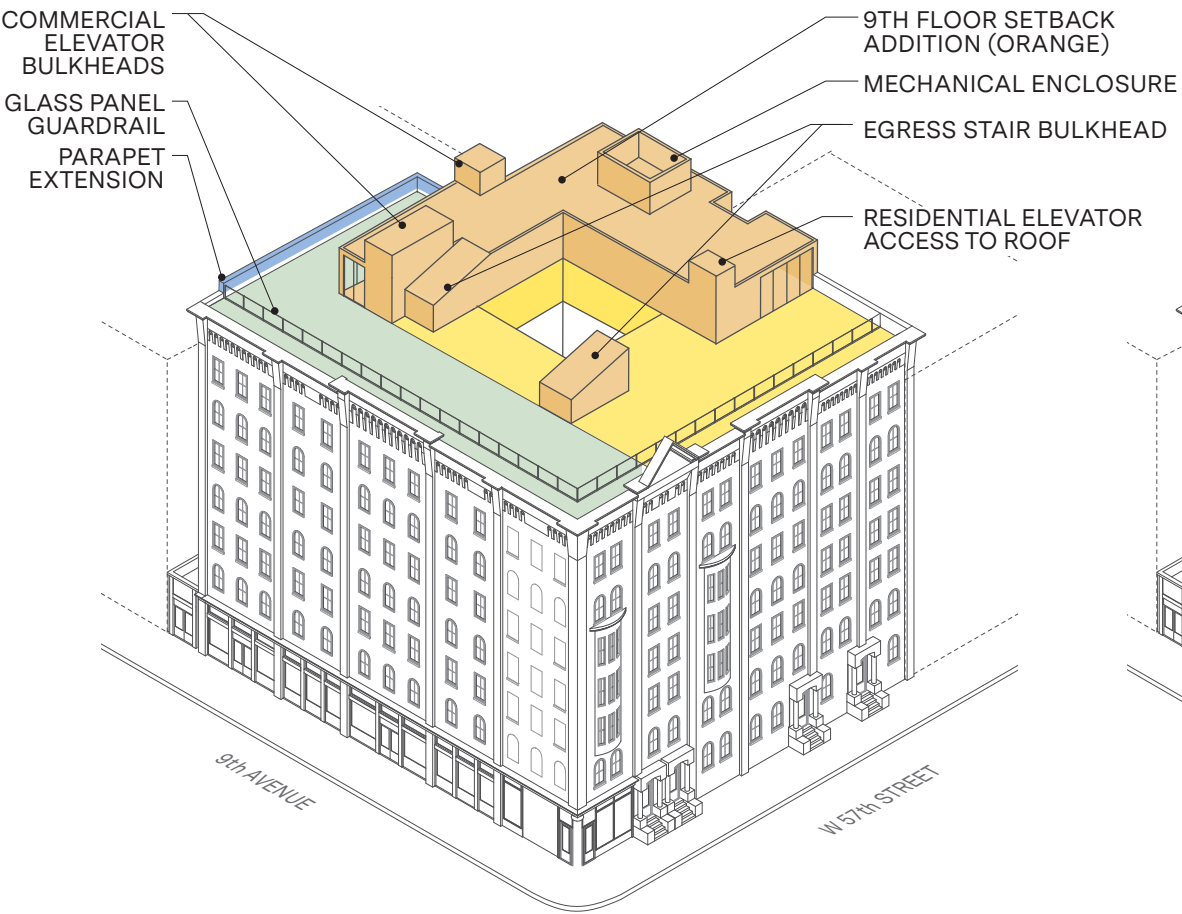 COMMERCIAL
ELEVATOR
BULKHEADS
GLASS PANEL
GUARDRAIL
PARAPET
EXTENSION
9TH FLOOR SETBACK
ADDITION (ORANGE)
MECHANICAL ENCLOSURE
EGRESS STAIR BULKHEAD
RESIDENTIAL ELEVATOR
ACCESS TO ROOF
9th AVENUE
W 57th STREET